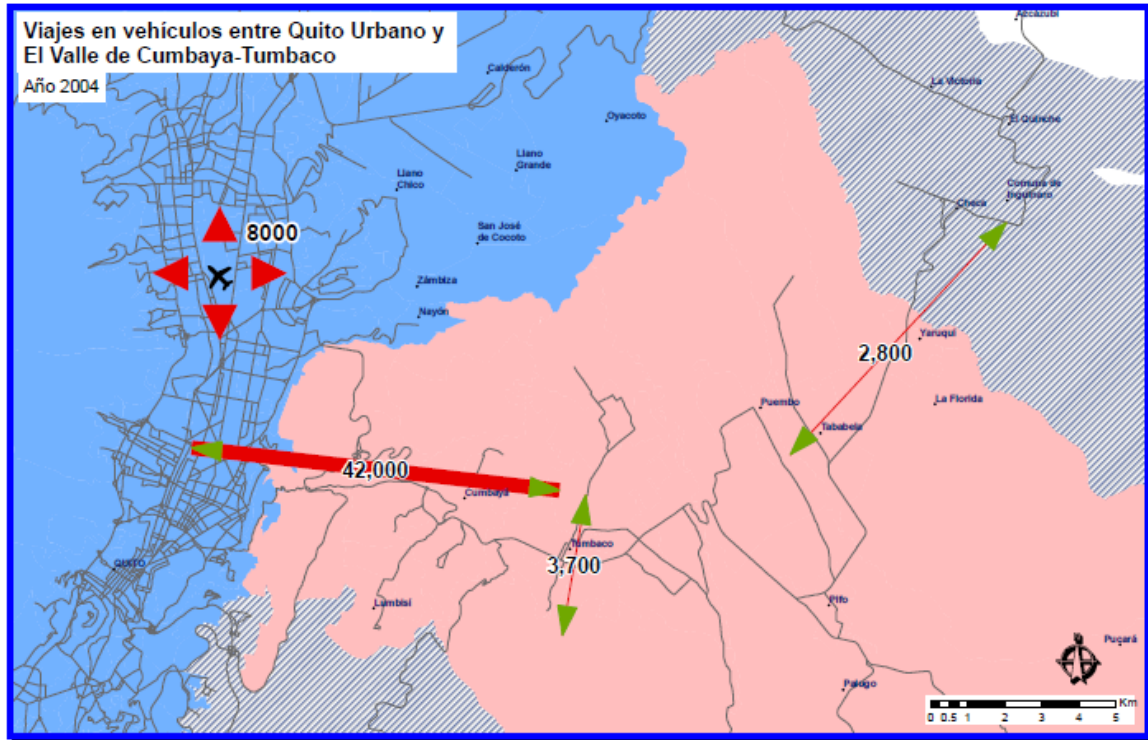 Viajes en vehículos entre Quito Urbano y
El Valle de Cumbaya-Tumbaco
Año 2004
Azcázubi
Calderón
La Victoria
Oyacoto
El Quinche
Llano
Grande
Llano
Chico
Comuna de
Inguinaro
Checa
8000
San José
de Cocoto
Zámbiza
Nayón
Yaruquí
2,800
La Florida
Puembo
Tababela
42,000
Cumbaya
Tumbaco
3,700
QUITO
Lumbisí
Pifo
Puçará
Palogo
Km
0 0.5 1 2 3 4 5